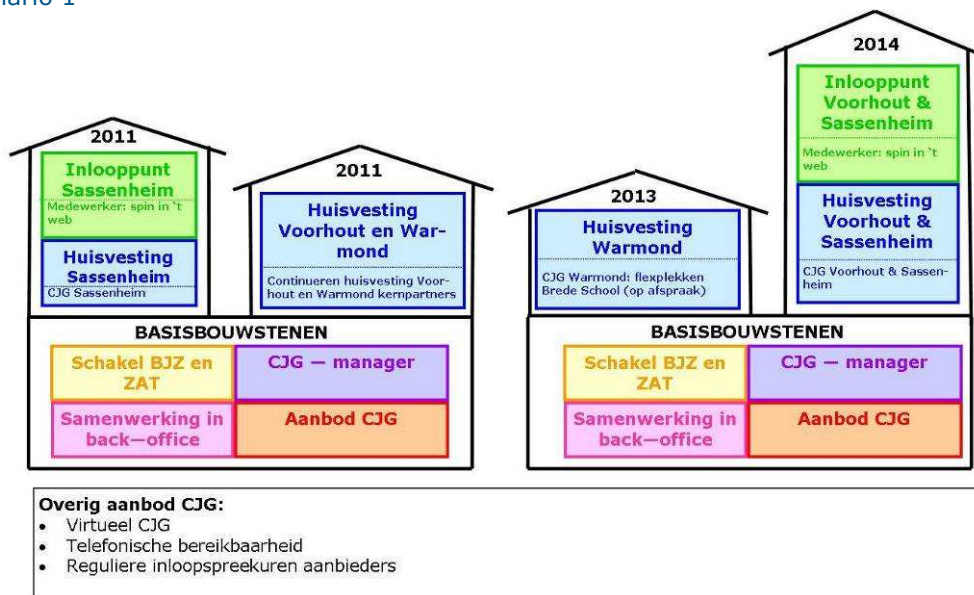 nario 1
2011
Inlooppunt
Sassenheim
Medewerker: spin in 't
web
Huisvesting
Sassenheim
CJG Sassenheim
2011
Huisvesting
Voorhout en War-
mond
Continueren huisvesting Voor-
hout en Warmond kernpartners
BASISBOUWSTENEN
Schakel BJZ en
ZAT
CJG — manager
Samenwerking in
back—office
Aanbod CJG
2013
Huisvesting
Warmond
CJG Warmond: flexplekken
Brede School (op afspraak)
2014
Inlooppunt
Voorhout &
Sassenheim
Medewerker: spin in 't
web
Huisvesting
Voorhout &
Sassenheim
CJG Voorhout & Sassen-
heim
BASISBOUWSTENEN
Schakel BJZ en
ZAT
CJG — manager
Samenwerking in
back—office
Aanbod CJG
Overig aanbod CJG:
• Virtueel CJG
• Telefonische bereikbaarheid
• Reguliere inloopspreekuren aanbieders